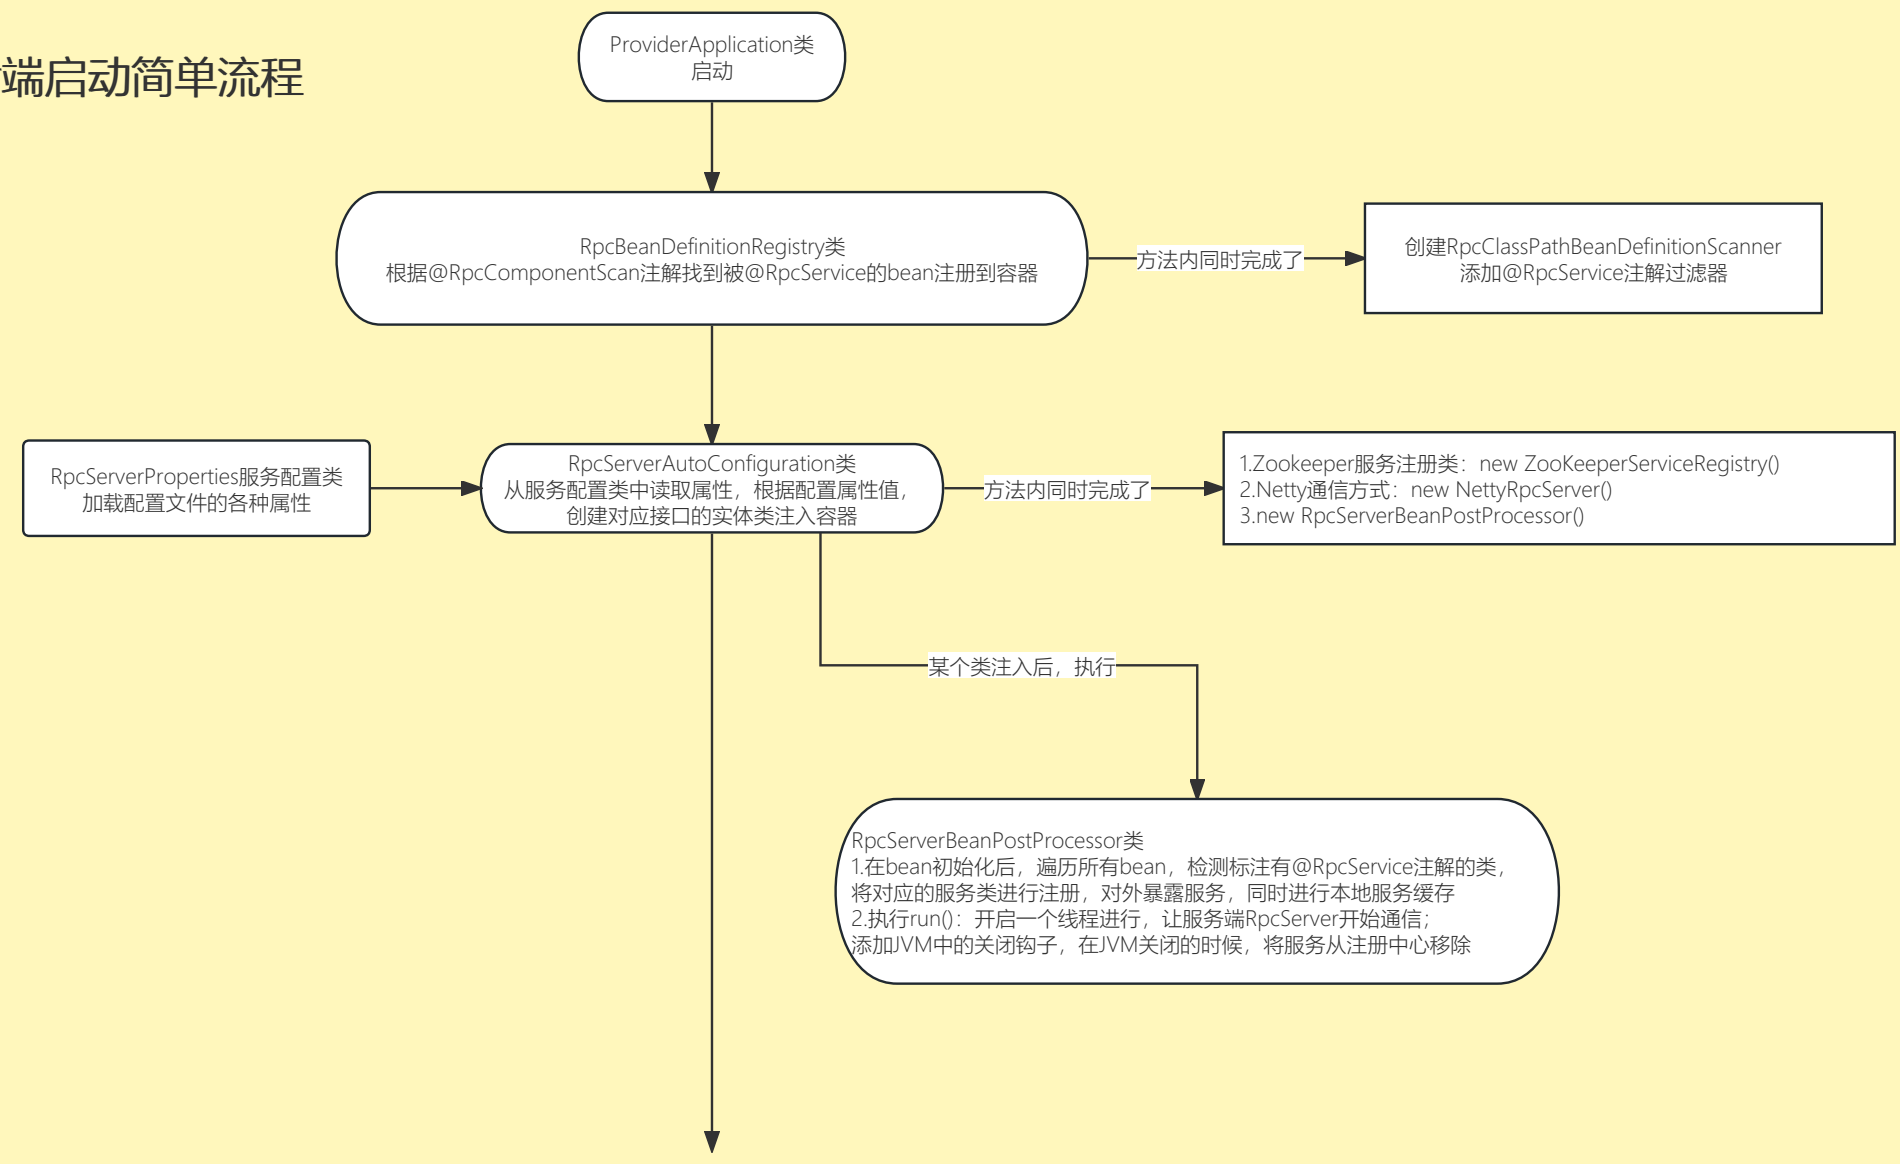 端启动简单流程
ProviderApplication类
启动
RpcBeanDefinitionRegistry类
根据@RpcComponentScan注解找到被@RpcService的bean注册到容器
方法内同时完成了
创建RpcClassPathBeanDefinitionScanner
添加@RpcService注解过滤器
RpcServerProperties服务配置类
加载配置文件的各种属性
RpcServerAutoConfiguration类
从服务配置类中读取属性，根据配置属性值，
创建对应接口的实体类注入容器
方法内同时完成了
1.Zookeeper服务注册类：new ZooKeeperServiceRegistry()
2.Netty通信方式：new NettyRpcServer()
3.new RpcServerBeanPostProcessor()
某个类注入后，执行
RpcServerBeanPostProcessor类
1.在bean初始化后，遍历所有bean，检测标注有@RpcService注解的类，
将对应的服务类进行注册，对外暴露服务，同时进行本地服务缓存
2.执行run()：开启一个线程进行，让服务端RpcServer开始通信；
添加JVM中的关闭钩子，在JVM关闭的时候，将服务从注册中心移除